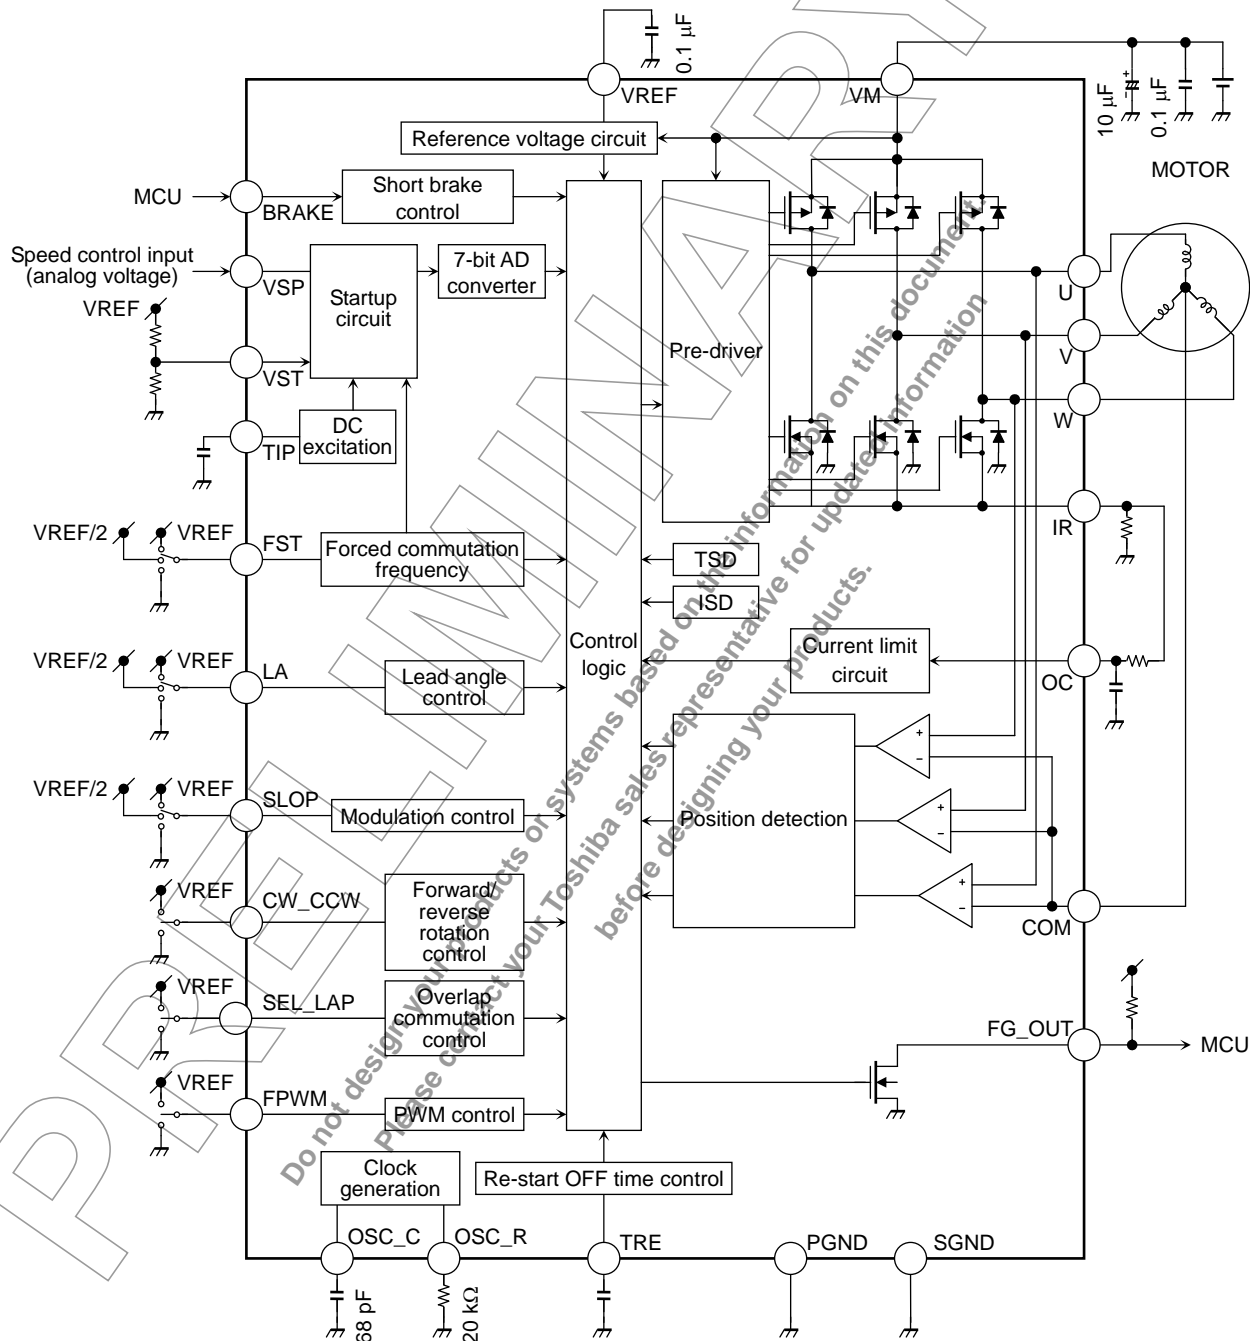 0.1 μF
VREF
VM
10 μF
+
0.1 μF
MOTOR
Reference voltage circuit
MCU
BRAKE
Short brake
control
Speed control input
(analog voltage)
VSP
Startup
circuit
7-bit AD
converter
VREF
VST
TIP
DC
excitation
Pre-driver
U
V
W
VREF/2
VREF
FST
Forced commutation
frequency
IR
TSD
ISD
Control
logic
VREF/2
VREF
LA
Lead angle
control
Current limit
circuit
OC
VREF/2
VREF
SLOP
Modulation control
Position detection
+
-
+
-
+
-
VREF
CW_CCW
Forward/
reverse
rotation
control
COM
VREF
SEL_LAP
Overlap
commutation
control
FG_OUT
MCU
VREF
FPWM
PWM control
Clock
generation
Re-start OFF time control
OSC_C
OSC_R
TRE
PGND
SGND
68 pF
20 kΩ
PRELIMINARY
Do not design your products or systems based on the information on this document.
Please contact your Toshiba sales representative for updated information
before designing your products.